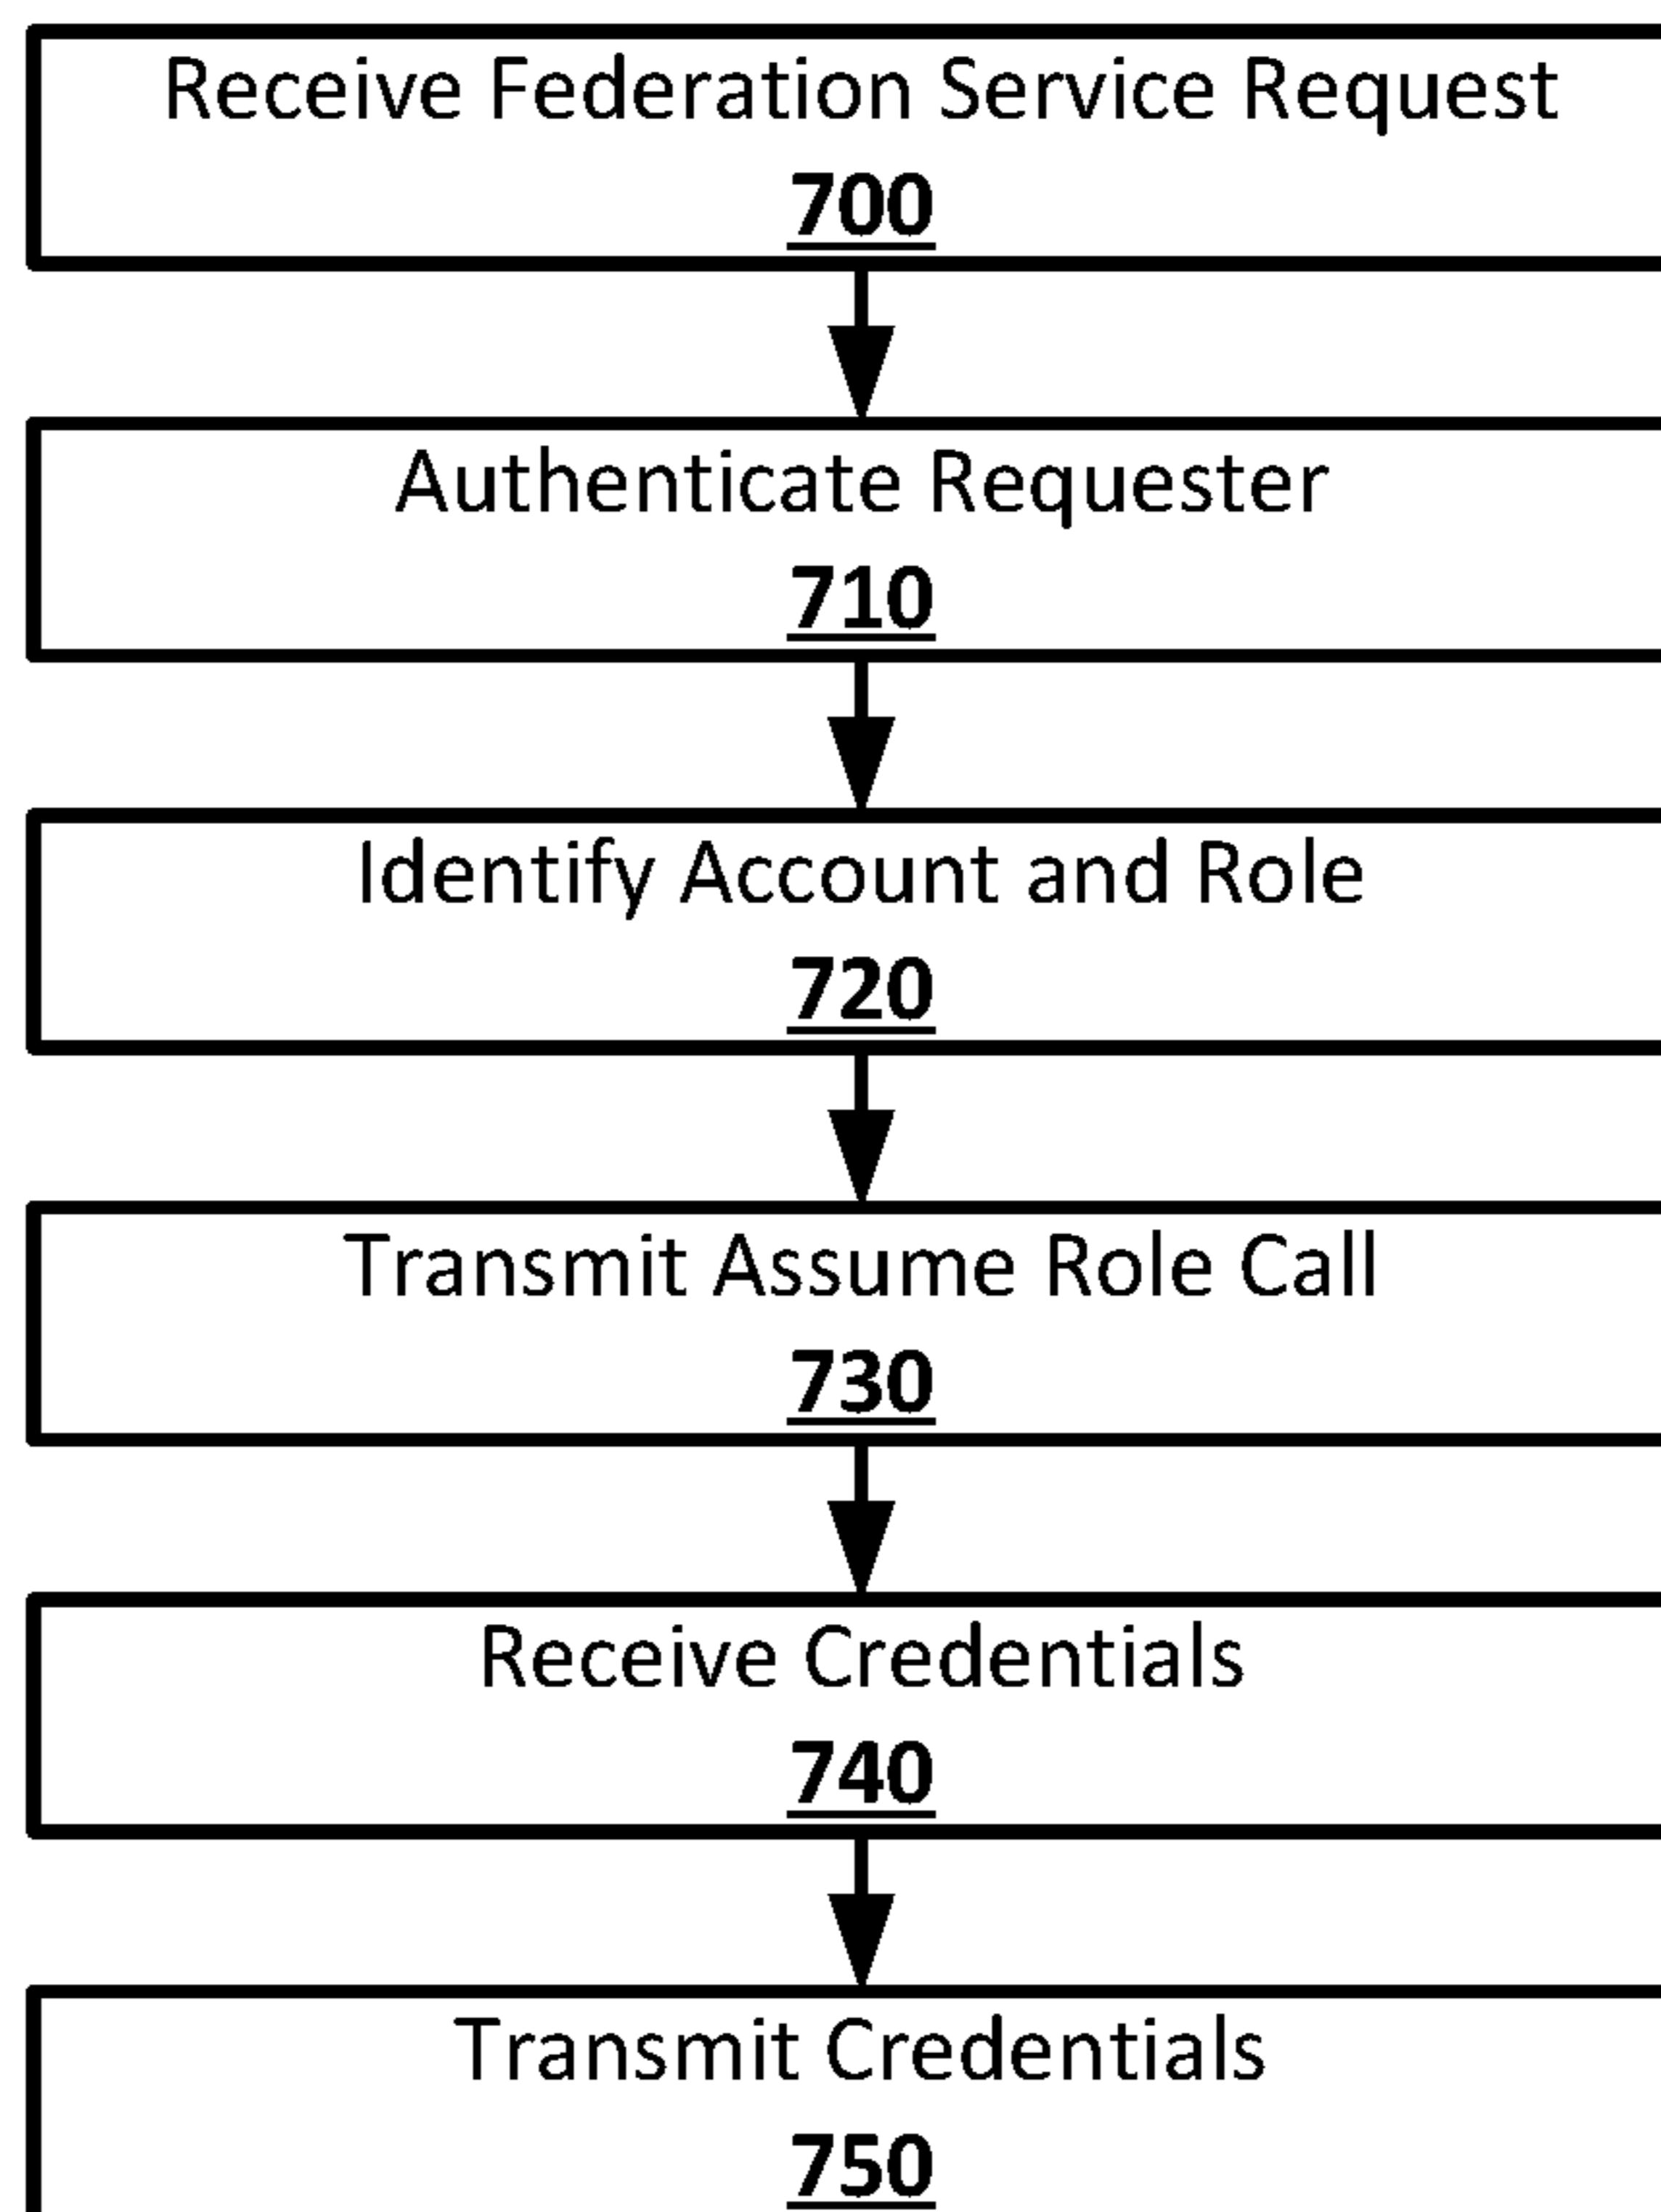 Receive Federation Service Request
700
Authenticate Requester
710
Identify Account and Role
720
Transmit Assume Role Call
730
Receive Credentials
740
Transmit Credentials
750